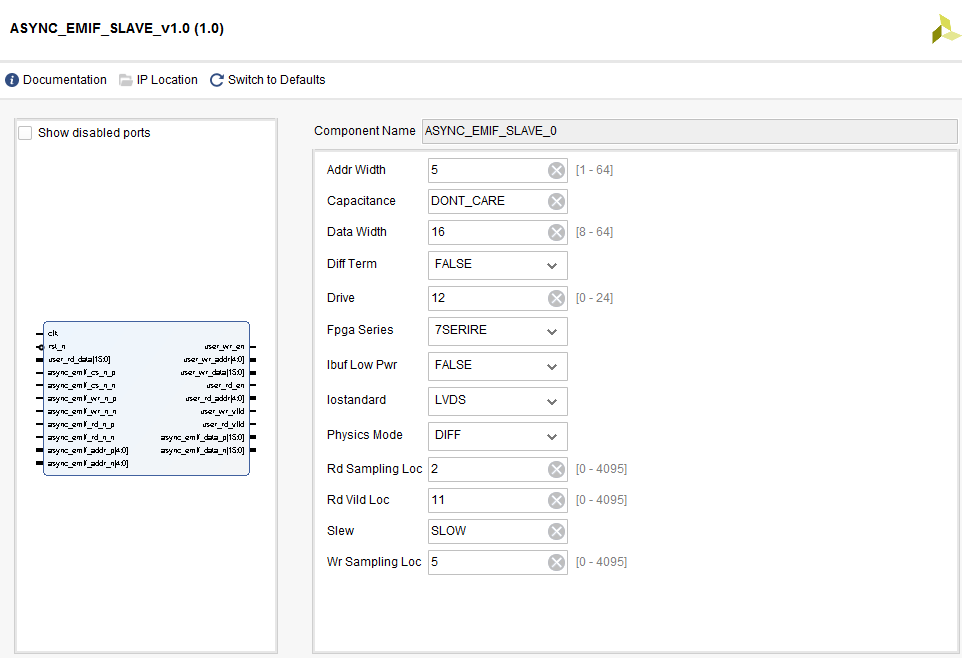 ASYNC_EMIF_SLAVE_v1.0 (1.0)
Documentation IP Location Switch to Defaults
Show disabled ports
clk
rst_n
user_rd_data[15:0]
async_emif_cs_n_p
async_emif_cs_n_n
async_emif_wr_n_p
async_emif_wr_n_n
async_emif_rd_n_p
async_emif_rd_n_n
async_emif_addr_p[4:0]
async_emif_addr_n[4:0]
user_wr_en
user_wr_addr[4:0]
user_wr_data[15:0]
user_rd_en
user_rd_addr[4:0]
user_wr_vlid
user_rd_vlid
async_emif_data_p[15:0]
async_emif_data_n[15:0]
Component Name ASYNC_EMIF_SLAVE_0
Addr Width 5 [1 - 64]
Capacitance DONT_CARE
Data Width 16 [8 - 64]
Diff Term FALSE
Drive 12 [0 - 24]
Fpga Series 7SERIRE
Ibuf Low Pwr FALSE
Iostandard LVDS
Physics Mode DIFF
Rd Sampling Loc 2 [0 - 4095]
Rd Vlid Loc 11 [0 - 4095]
Slew SLOW
Wr Sampling Loc 5 [0 - 4095]